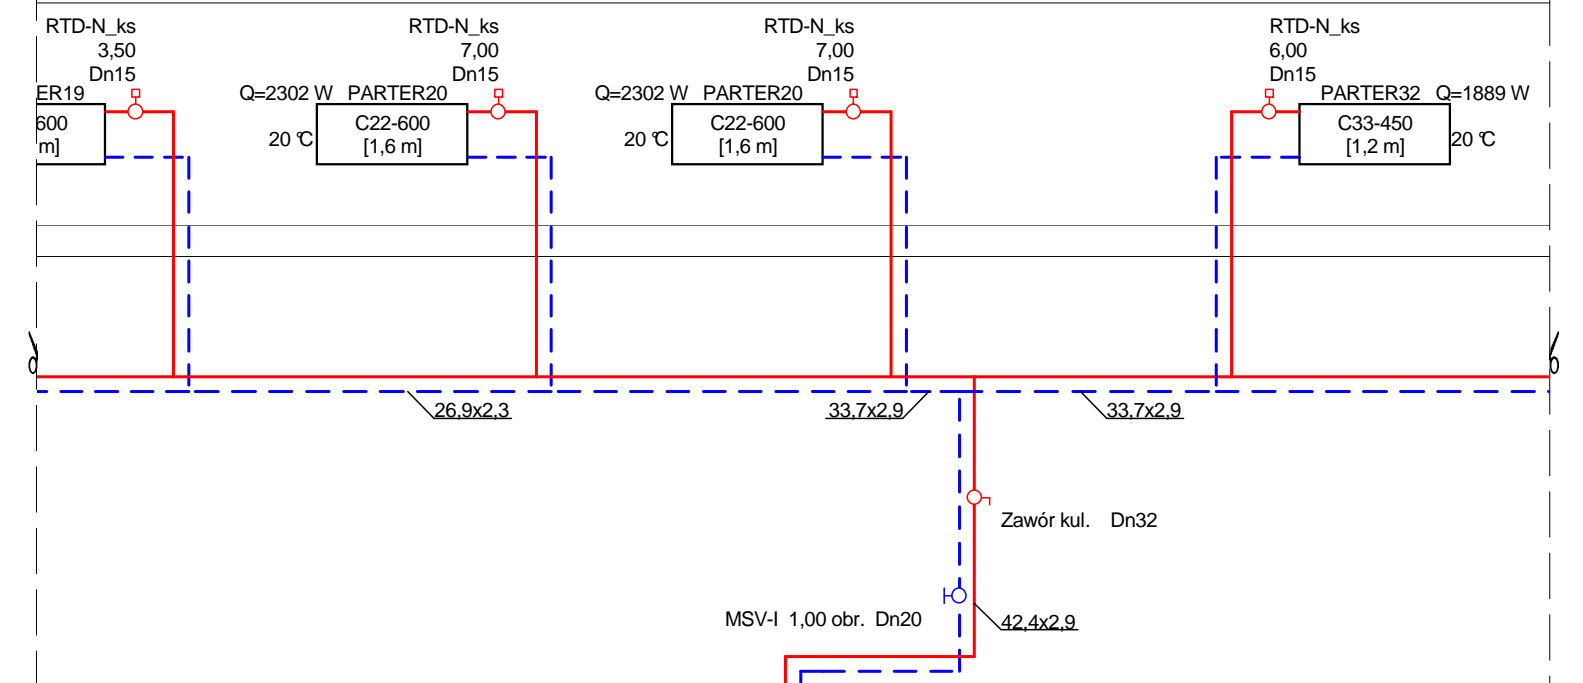 RTD-N_ks
3,50
Dn15
ER19
600
m]
RTD-N_ks
7,00
Dn15
Q=2302 W PARTER20
20 °C
C22-600
[1,6 m]
RTD-N_ks
7,00
Dn15
Q=2302 W PARTER20
20 °C
C22-600
[1,6 m]
RTD-N_ks
6,00
Dn15
PARTER32 Q=1889 W
C33-450
[1,2 m]
20 °C
26,9x2,3
33,7x2,9
33,7x2,9
Zawór kul. Dn32
MSV-I 1,00 obr. Dn20
42,4x2,9